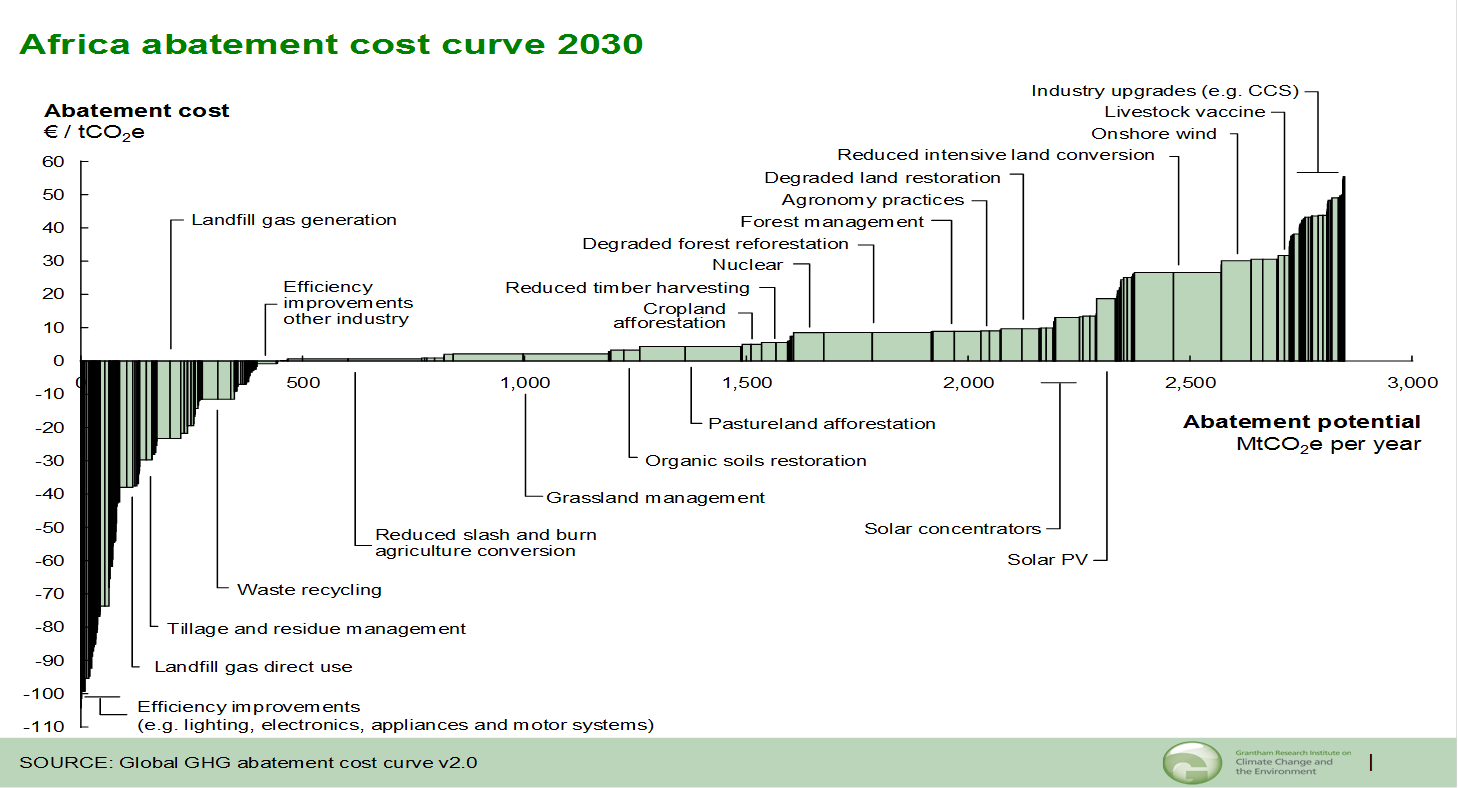 Africa abatement cost curve 2030
Abatement cost
€ / tCO2e
Industry upgrades (e.g. CCS)
Livestock vaccine
Onshore wind
Reduced intensive land conversion
Degraded land restoration
Agronomy practices
Forest management
Degraded forest reforestation
Nuclear
Reduced timber harvesting
Cropland
afforestation
Landfill gas generation
Efficiency
improvements
other industry
60
50
40
30
20
10
0
-10
-20
-30
-40
-50
-60
-70
-80
-90
-100
-110
0
500
1,000
1,500
2,000
2,500
3,000
Abatement potential
MtCO2e per year
Pastureland afforestation
Organic soils restoration
Grassland management
Solar concentrators
Reduced slash and burn
agriculture conversion
Solar PV
Waste recycling
Tillage and residue management
Landfill gas direct use
Efficiency improvements
(e.g. lighting, electronics, appliances and motor systems)
SOURCE: Global GHG abatement cost curve v2.0
Grantham Research Institute on
Climate Change and
the Environment
|